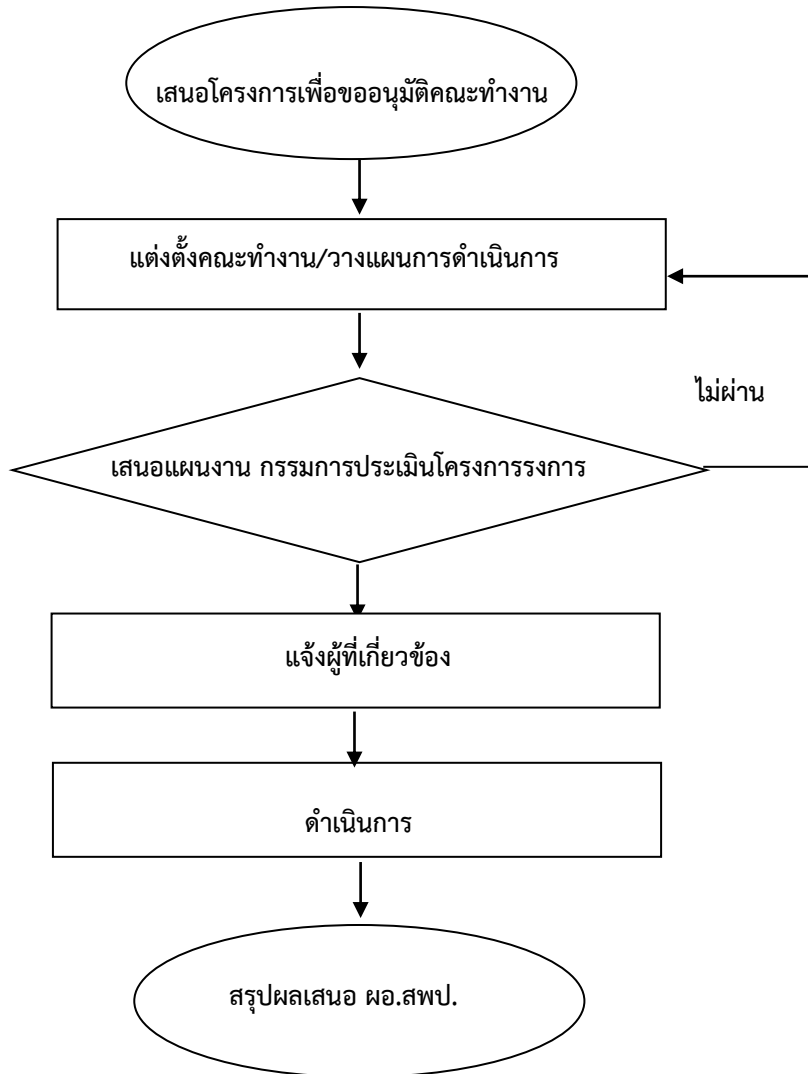 เสนอโครงการเพื่อขออนุมัติคณะทำงาน
แต่งตั้งคณะทำงาน/วางแผนการดำเนินการ
ไม่ผ่าน
เสนอแผนงาน กรรมการประเมินโครงการรงการ
แจ้งผู้ที่เกี่ยวข้อง
ดำเนินการ
สรุปผลเสนอ ผอ.สพป.